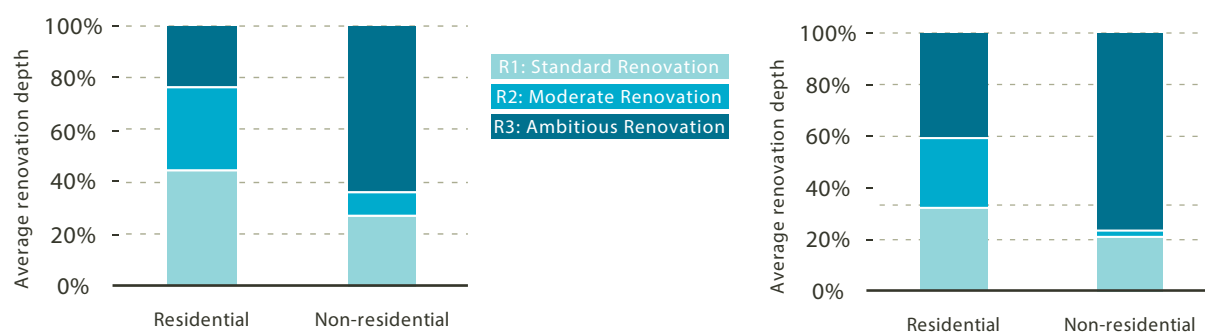 Average renovation depth
100%
80%
60%
40%
20%
0%
Residential
Non-residential
R1: Standard Renovation
R2: Moderate Renovation
R3: Ambitious Renovation
Average renovation depth
100%
80%
60%
40%
20%
0%
Residential
Non-residential